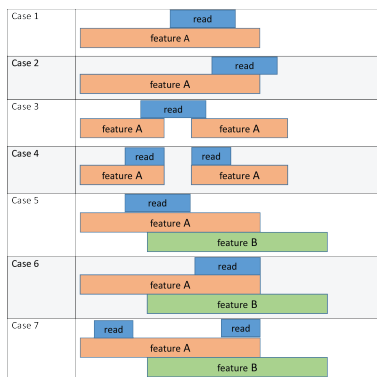 Case 1
read
feature A
Case 2
read
feature A
Case 3
read
feature A feature A
Case 4
read read
feature A feature A
Case 5
read
feature A
feature B
Case 6
read
feature A
feature B
Case 7
read read
feature A
feature B